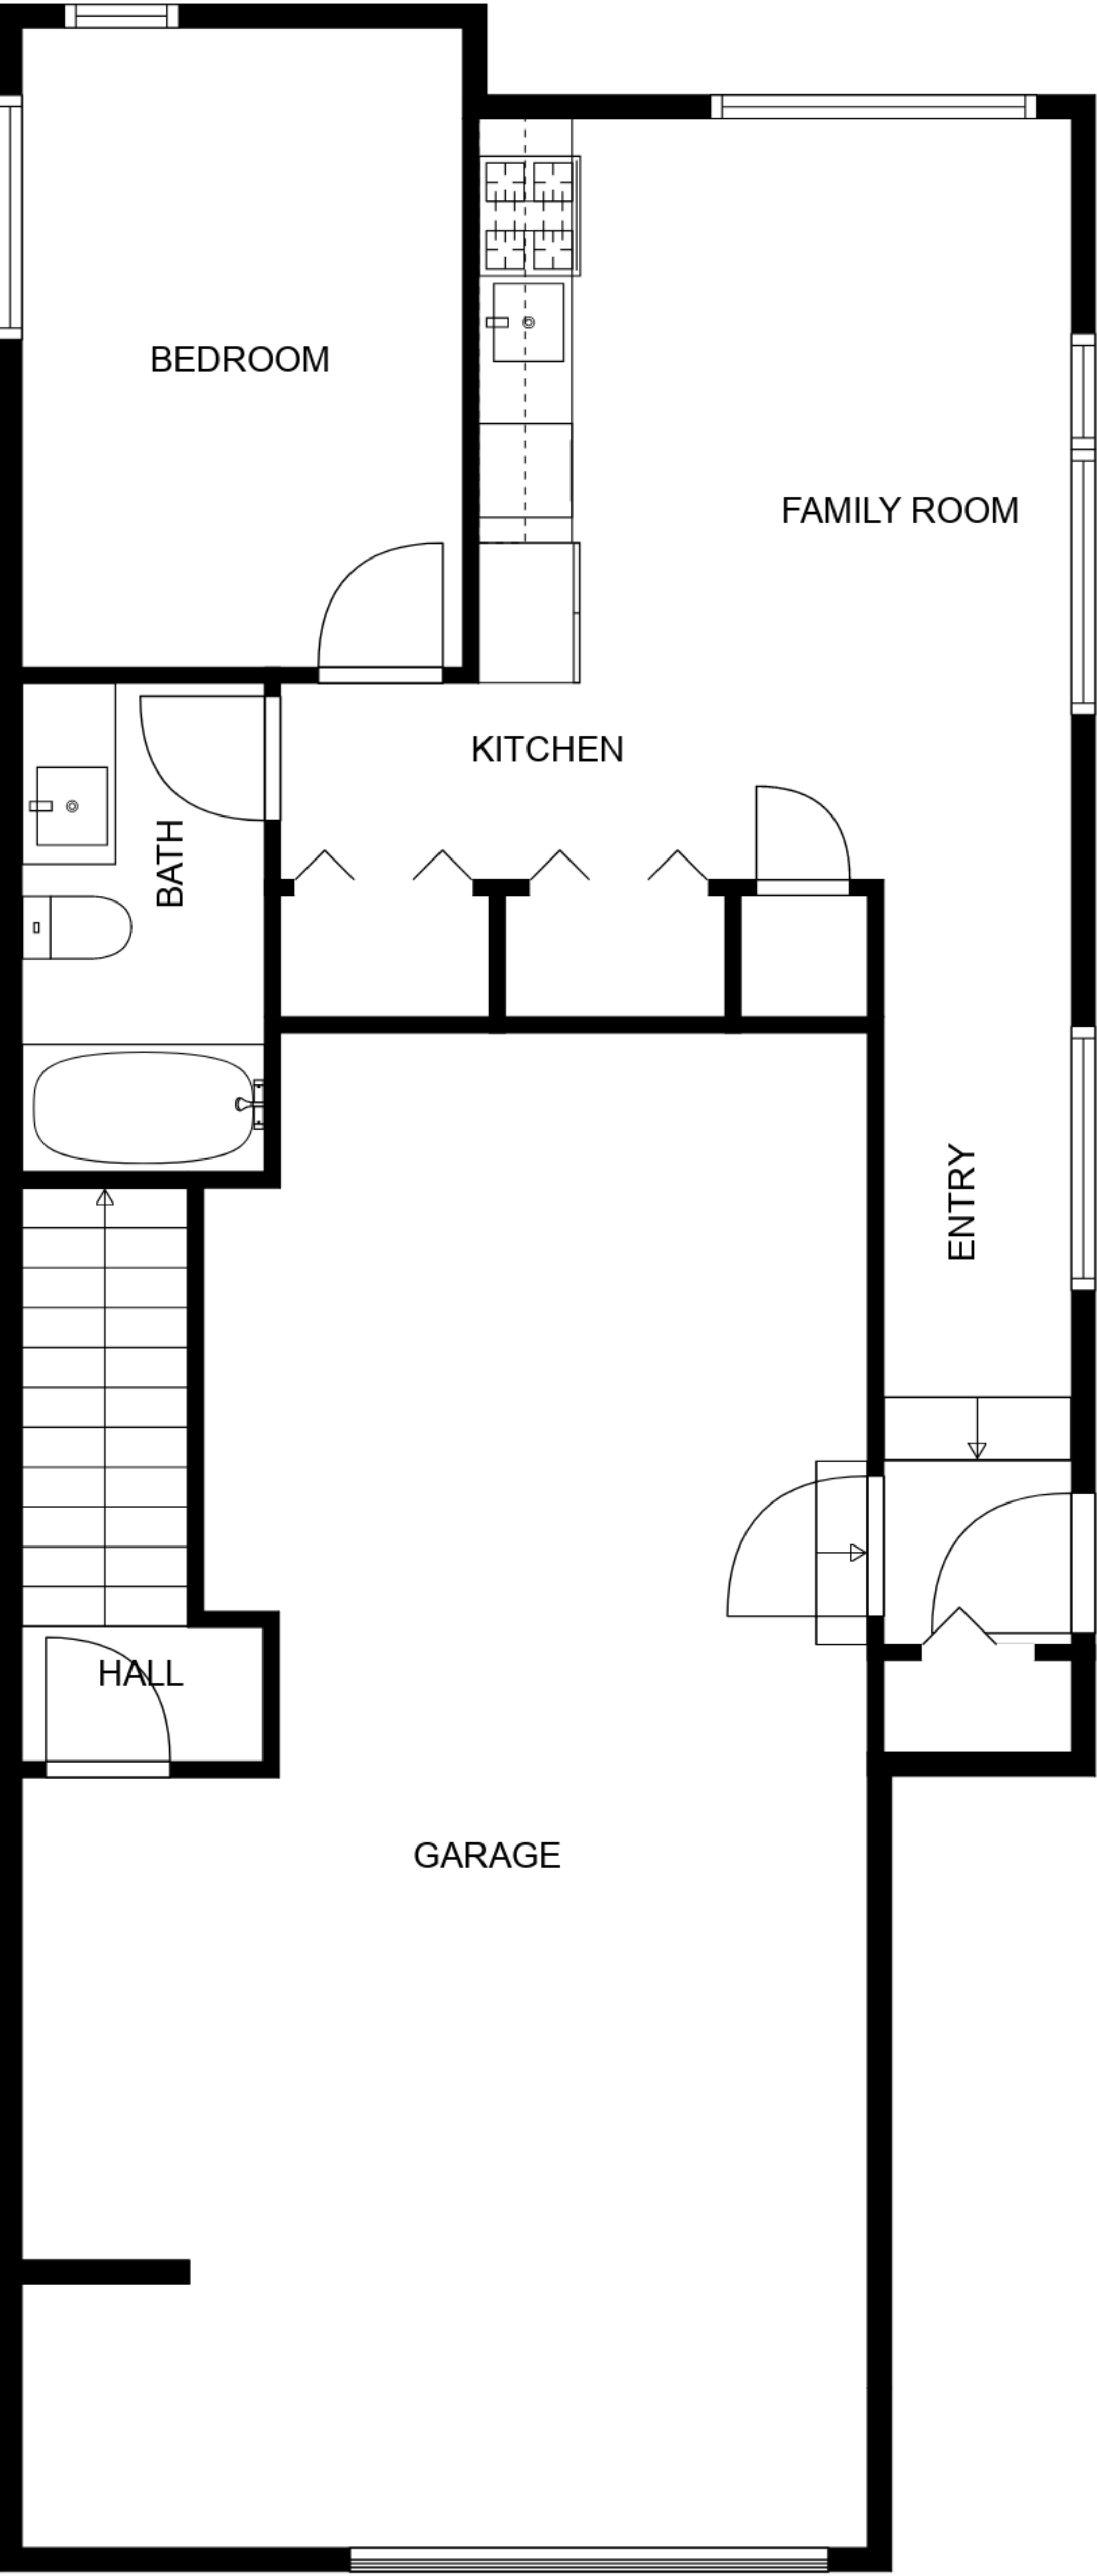 BEDROOM
FAMILY ROOM
KITCHEN
BATH
ENTRY
HALL
GARAGE